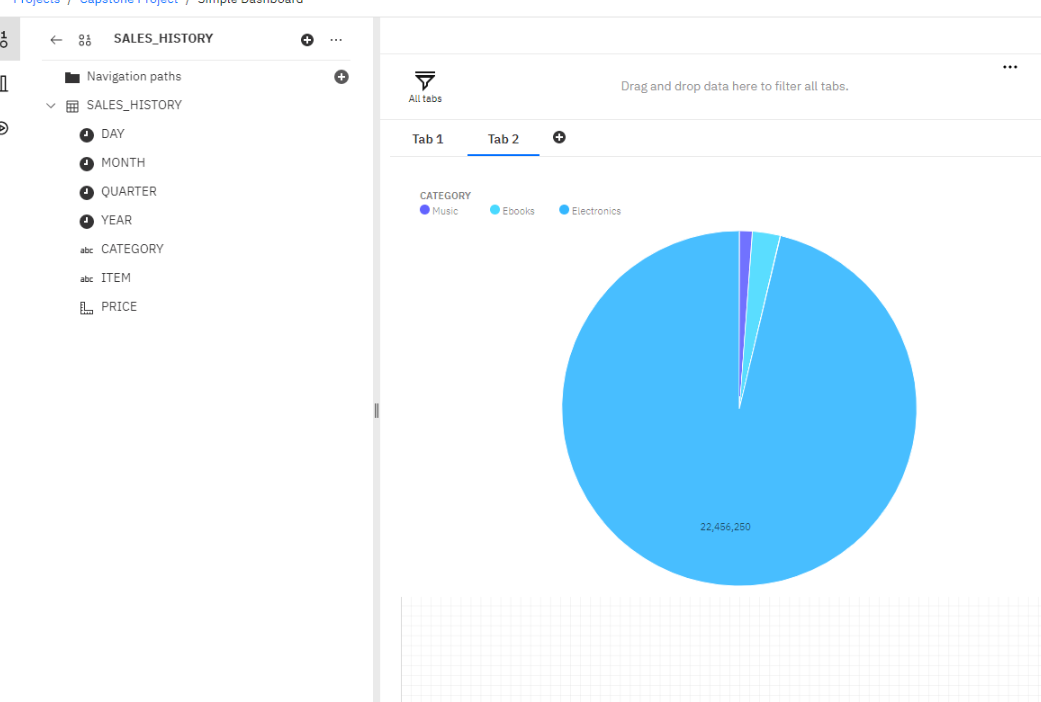 Projects / Capstone Project / Simple Dashboard
SALES_HISTORY
Navigation paths
SALES_HISTORY
DAY
MONTH
QUARTER
YEAR
abc CATEGORY
abc ITEM
PRICE
All tabs
Drag and drop data here to filter all tabs.
Tab 1 Tab 2
CATEGORY
Music Ebooks Electronics
22,456,250